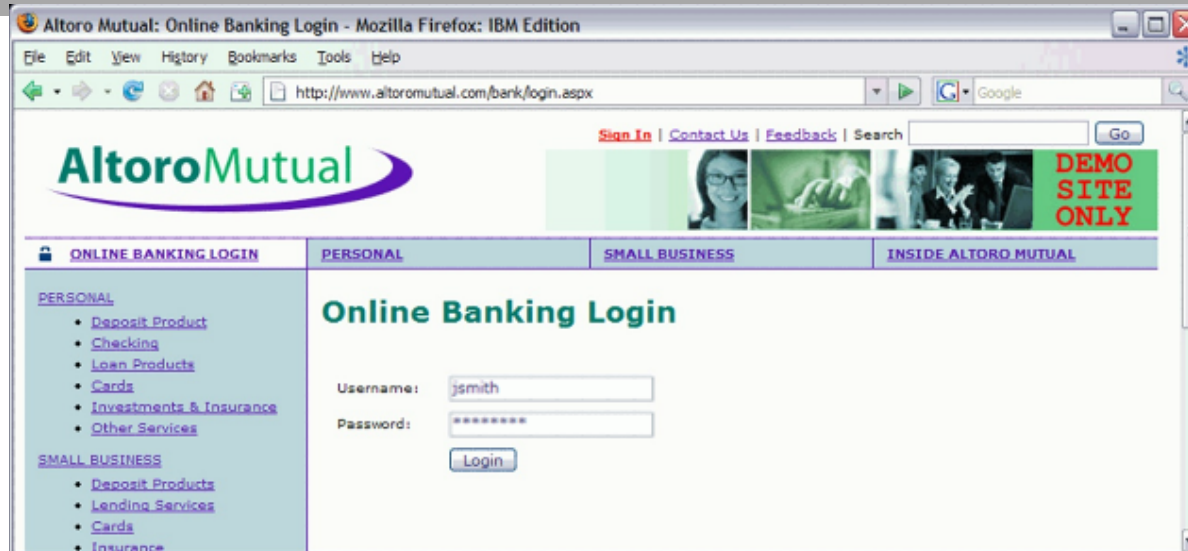 Altoro Mutual: Online Banking Login - Mozilla Firefox: IBM Edition
File Edit View History Bookmarks Tools Help
http://www.altoromutual.com/bank/login.aspx Google
Sign In | Contact Us | Feedback | Search Go
AltoroMutual
DEMO
SITE
ONLY
ONLINE BANKING LOGIN PERSONAL SMALL BUSINESS INSIDE ALTORO MUTUAL
PERSONAL
• Deposit Product
• Checking
• Loan Products
• Cards
• Investments & Insurance
• Other Services
SMALL BUSINESS
• Deposit Products
• Lending Services
• Cards
• Insurance
Online Banking Login
Username: jsmith
Password: ********
Login